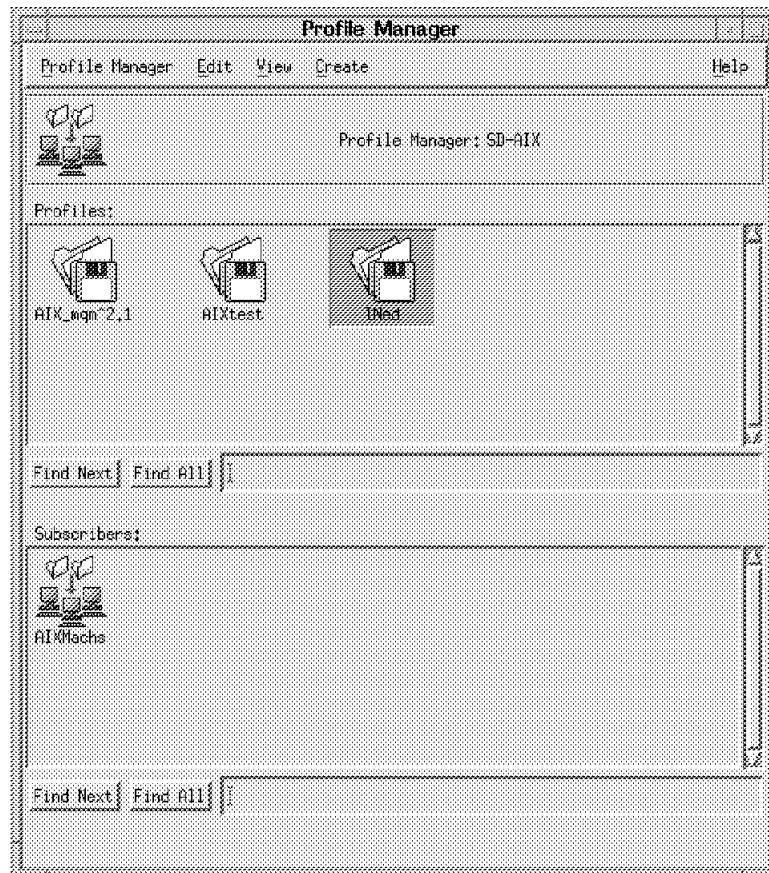 Profile Manager
Profile Manager Edit View Create Help
Profile Manager: SD-AIX
Profiles:
AIX_mqm^2.1 AIXtest INed
Find Next Find All
Subscribers:
AIXMachs
Find Next Find All